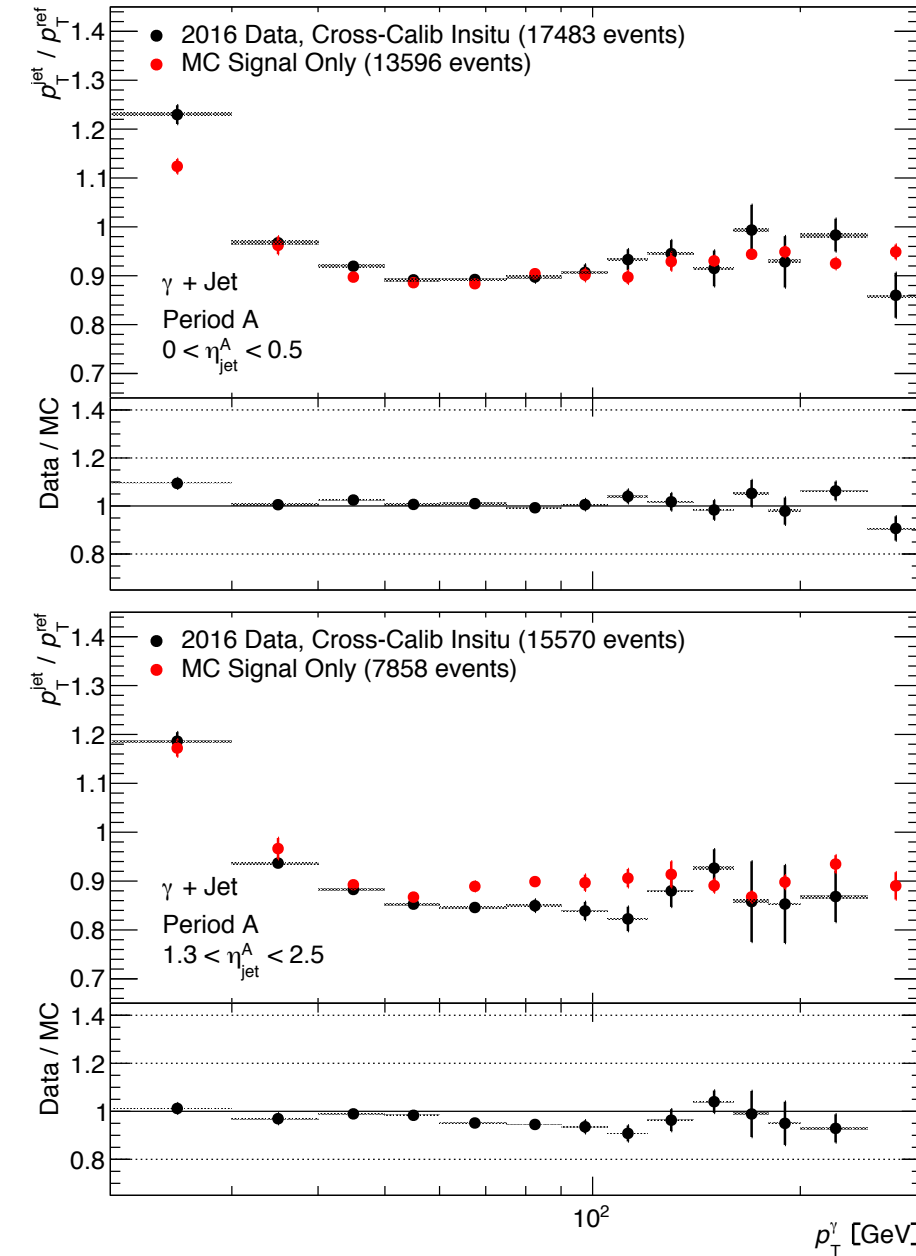 p_T^jet / p_T^ref
1.4
1.3
1.2
1.1
1
0.9
0.8
0.7
2016 Data, Cross-Calib Insitu (17483 events)
MC Signal Only (13596 events)
γ + Jet
Period A
0 < η_jet^A < 0.5
Data / MC
1.4
1.2
1
0.8
p_T^jet / p_T^ref
1.4
1.3
1.2
1.1
1
0.9
0.8
0.7
2016 Data, Cross-Calib Insitu (15570 events)
MC Signal Only (7858 events)
γ + Jet
Period A
1.3 < η_jet^A < 2.5
Data / MC
1.4
1.2
1
0.8
10²
p_T^γ [GeV]